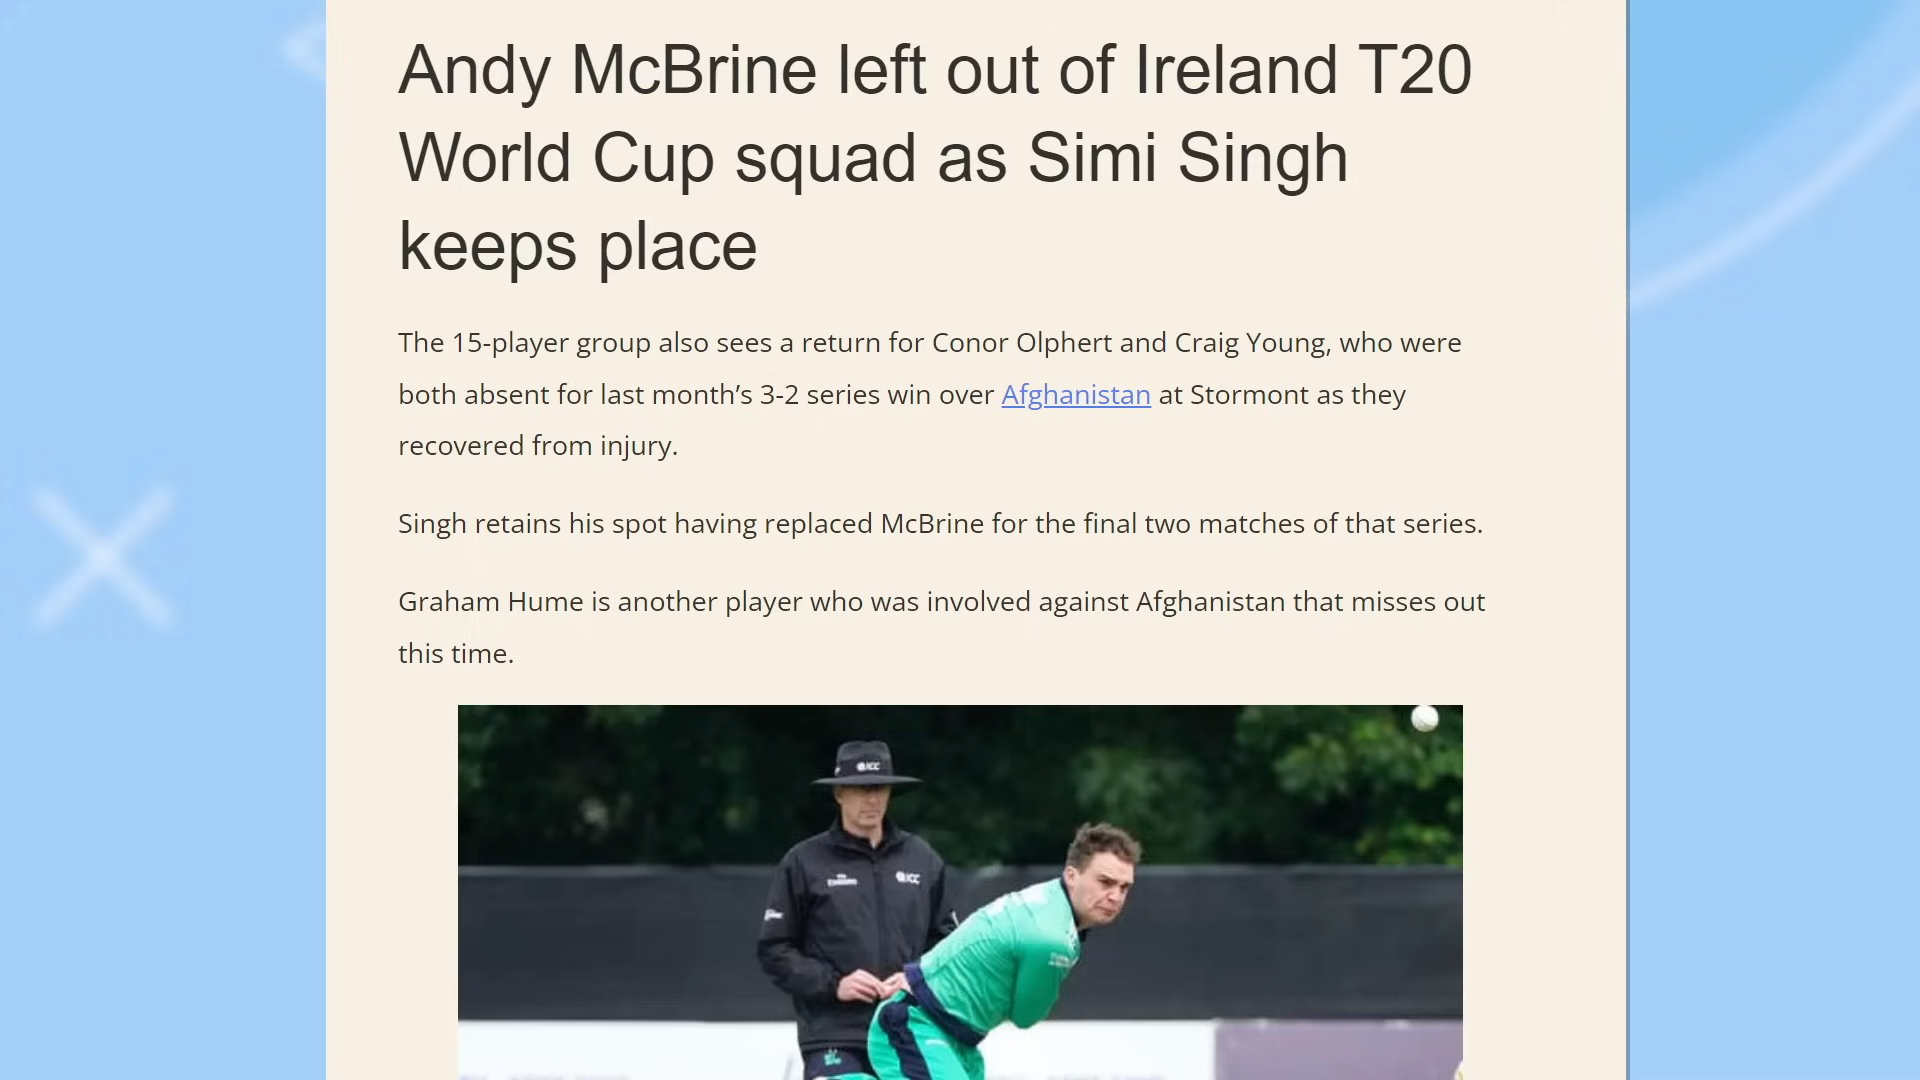 Andy McBrine left out of Ireland T20
World Cup squad as Simi Singh
keeps place
The 15-player group also sees a return for Conor Olphert and Craig Young, who were
both absent for last month’s 3-2 series win over Afghanistan at Stormont as they
recovered from injury.
Singh retains his spot having replaced McBrine for the final two matches of that series.
Graham Hume is another player who was involved against Afghanistan that misses out
this time.
ICC
Emirates
ICC